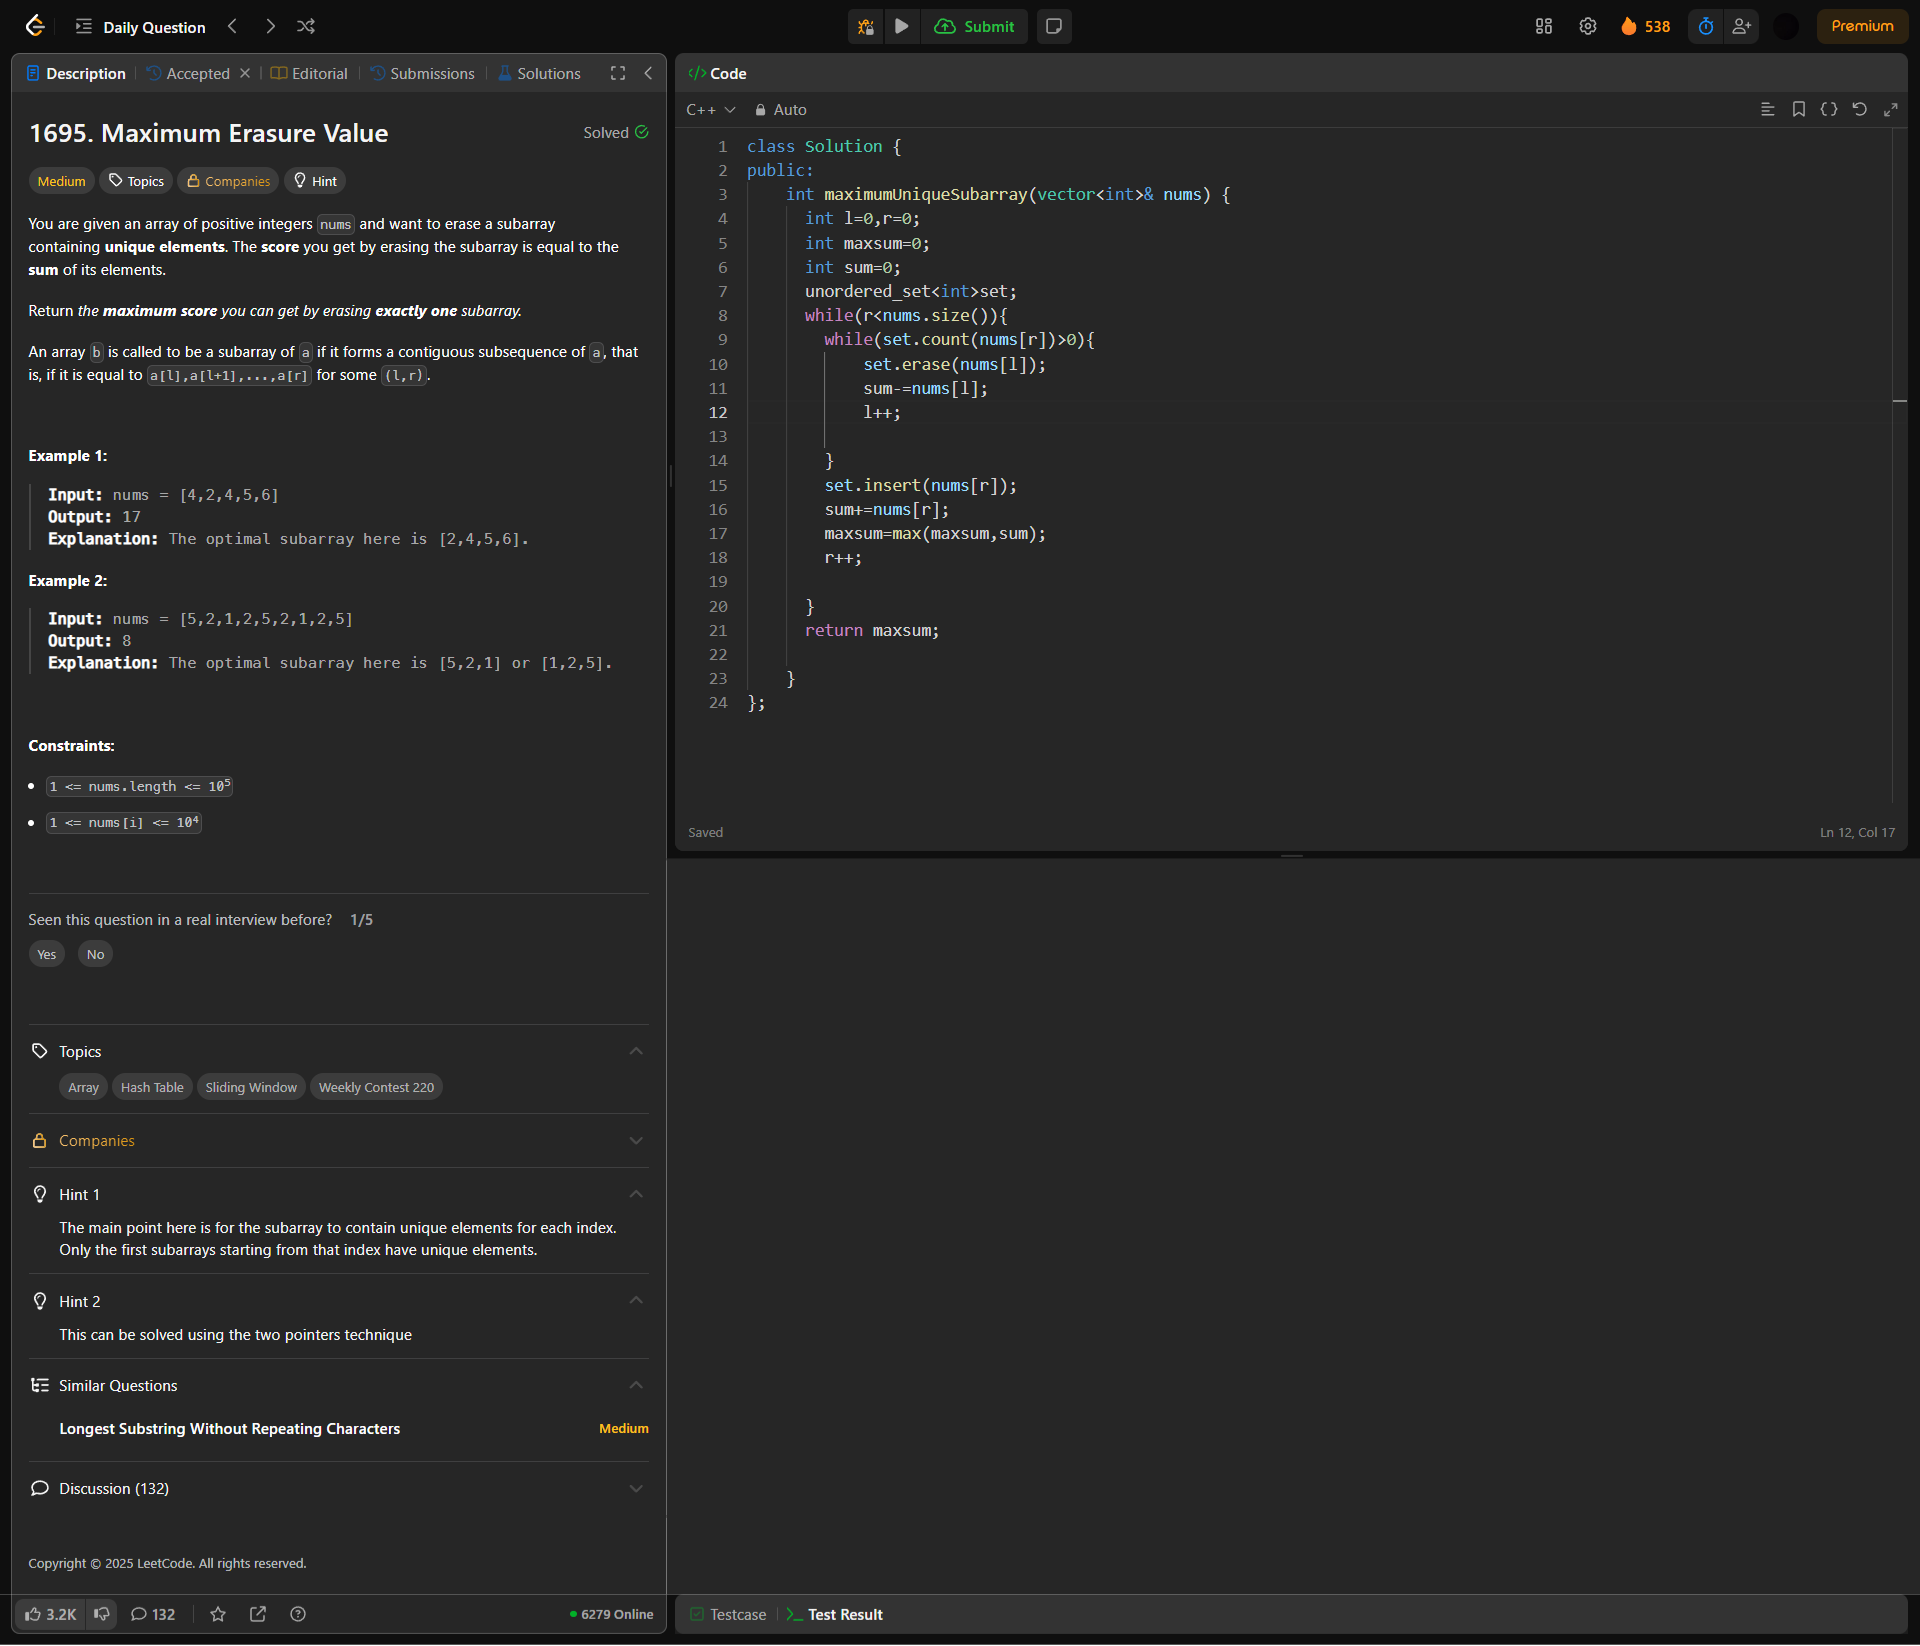 Daily Question
Submit
538
Premium
Description
Accepted
Editorial
Submissions
Solutions
1695. Maximum Erasure Value
Solved
Medium
Topics
Companies
Hint
You are given an array of positive integers nums and want to erase a subarray
containing unique elements. The score you get by erasing the subarray is equal to the
sum of its elements.
Return the maximum score you can get by erasing exactly one subarray.
An array b is called to be a subarray of a if it forms a contiguous subsequence of a, that
is, if it is equal to a[l],a[l+1],...,a[r] for some (l,r).
Example 1:
Input: nums = [4,2,4,5,6]
Output: 17
Explanation: The optimal subarray here is [2,4,5,6].
Example 2:
Input: nums = [5,2,1,2,5,2,1,2,5]
Output: 8
Explanation: The optimal subarray here is [5,2,1] or [1,2,5].
Constraints:
1 <= nums.length <= 10⁵
1 <= nums[i] <= 10⁴
Seen this question in a real interview before? 1/5
Yes
No
Topics
Array
Hash Table
Sliding Window
Weekly Contest 220
Companies
Hint 1
The main point here is for the subarray to contain unique elements for each index.
Only the first subarrays starting from that index have unique elements.
Hint 2
This can be solved using the two pointers technique
Similar Questions
Longest Substring Without Repeating Characters
Medium
Discussion (132)
Copyright © 2025 LeetCode. All rights reserved.
3.2K
132
6279 Online
</>Code
C++
Auto
1 class Solution {
2 public:
3 int maximumUniqueSubarray(vector<int>& nums) {
4 int l=0,r=0;
5 int maxsum=0;
6 int sum=0;
7 unordered_set<int>set;
8 while(r<nums.size()){
9 while(set.count(nums[r])>0){
10 set.erase(nums[l]);
11 sum-=nums[l];
12 l++;
13
14 }
15 set.insert(nums[r]);
16 sum+=nums[r];
17 maxsum=max(maxsum,sum);
18 r++;
19
20 }
21 return maxsum;
22
23 }
24 };
Saved
Ln 12, Col 17
Testcase
Test Result